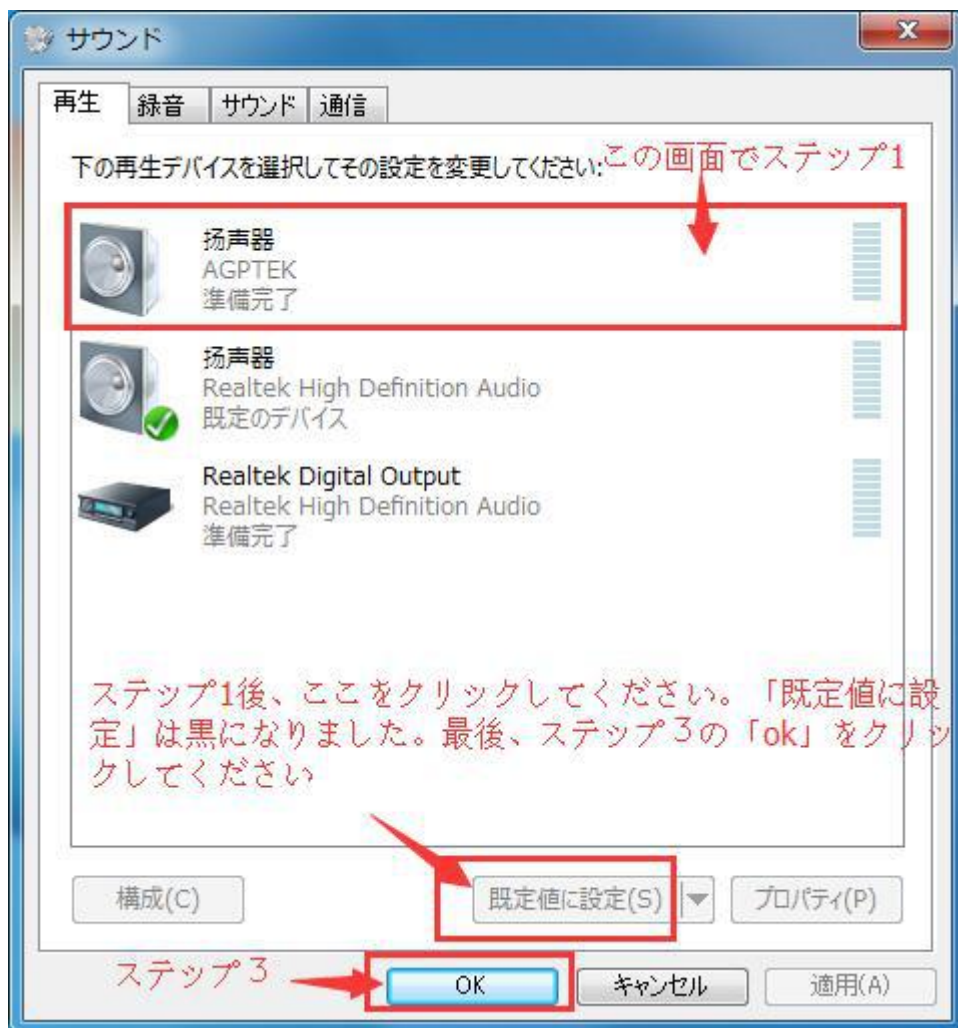 サウンド
再生 録音 サウンド 通信
下の再生デバイスを選択してその設定を変更してください:
この画面でステップ1
扬声器
AGPTEK
準備完了
扬声器
Realtek High Definition Audio
既定のデバイス
Realtek Digital Output
Realtek High Definition Audio
準備完了
ステップ1後、ここをクリックしてください。「既定値に設
定」は黒になりました。最後、ステップ3の「ok」をクリッ
クしてください
構成(C) 既定値に設定(S) プロパティ(P)
ステップ3
OK キャンセル 適用(A)